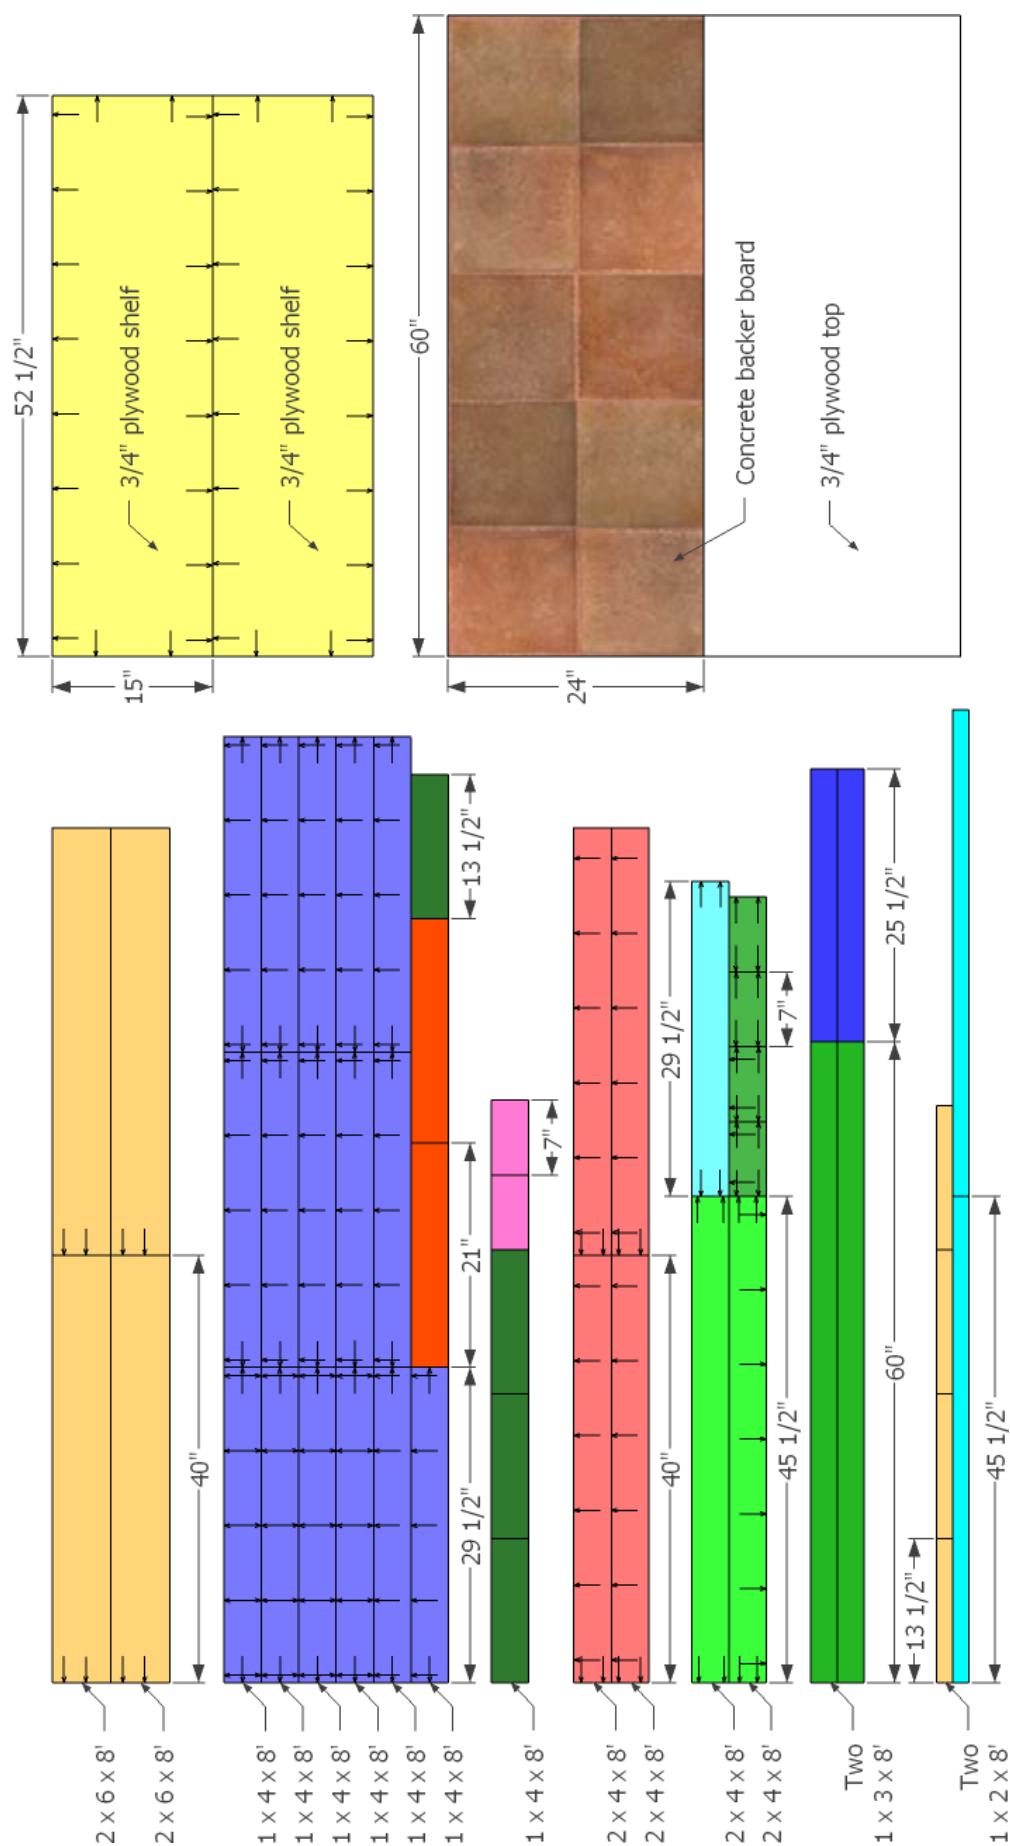 52 1/2"
3/4" plywood shelf
3/4" plywood shelf
15"
60"
Concrete backer board
3/4" plywood top
24"
40"
2 x 6 x 8'
2 x 6 x 8'
13 1/2"
21"
29 1/2"
1 x 4 x 8'
1 x 4 x 8'
1 x 4 x 8'
1 x 4 x 8'
1 x 4 x 8'
1 x 4 x 8'
7"
1 x 4 x 8'
40"
2 x 4 x 8'
2 x 4 x 8'
29 1/2"
7"
45 1/2"
2 x 4 x 8'
2 x 4 x 8'
25 1/2"
60"
Two
1 x 3 x 8'
13 1/2"
45 1/2"
Two
1 x 2 x 8'